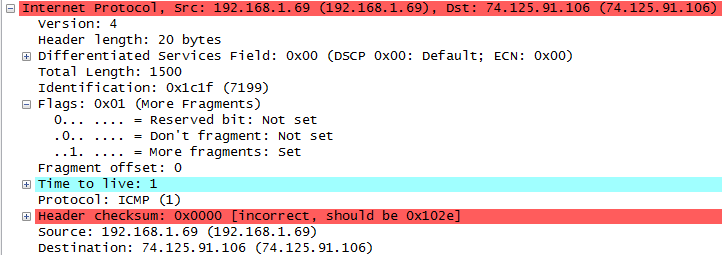 Internet Protocol, Src: 192.168.1.69 (192.168.1.69), Dst: 74.125.91.106 (74.125.91.106)
Version: 4
Header length: 20 bytes
Differentiated Services Field: 0x00 (DSCP 0x00: Default; ECN: 0x00)
Total Length: 1500
Identification: 0x1c1f (7199)
Flags: 0x01 (More Fragments)
0... .... = Reserved bit: Not set
.0.. .... = Don't fragment: Not set
..1. .... = More fragments: Set
Fragment offset: 0
Time to live: 1
Protocol: ICMP (1)
Header checksum: 0x0000 [incorrect, should be 0x102e]
Source: 192.168.1.69 (192.168.1.69)
Destination: 74.125.91.106 (74.125.91.106)